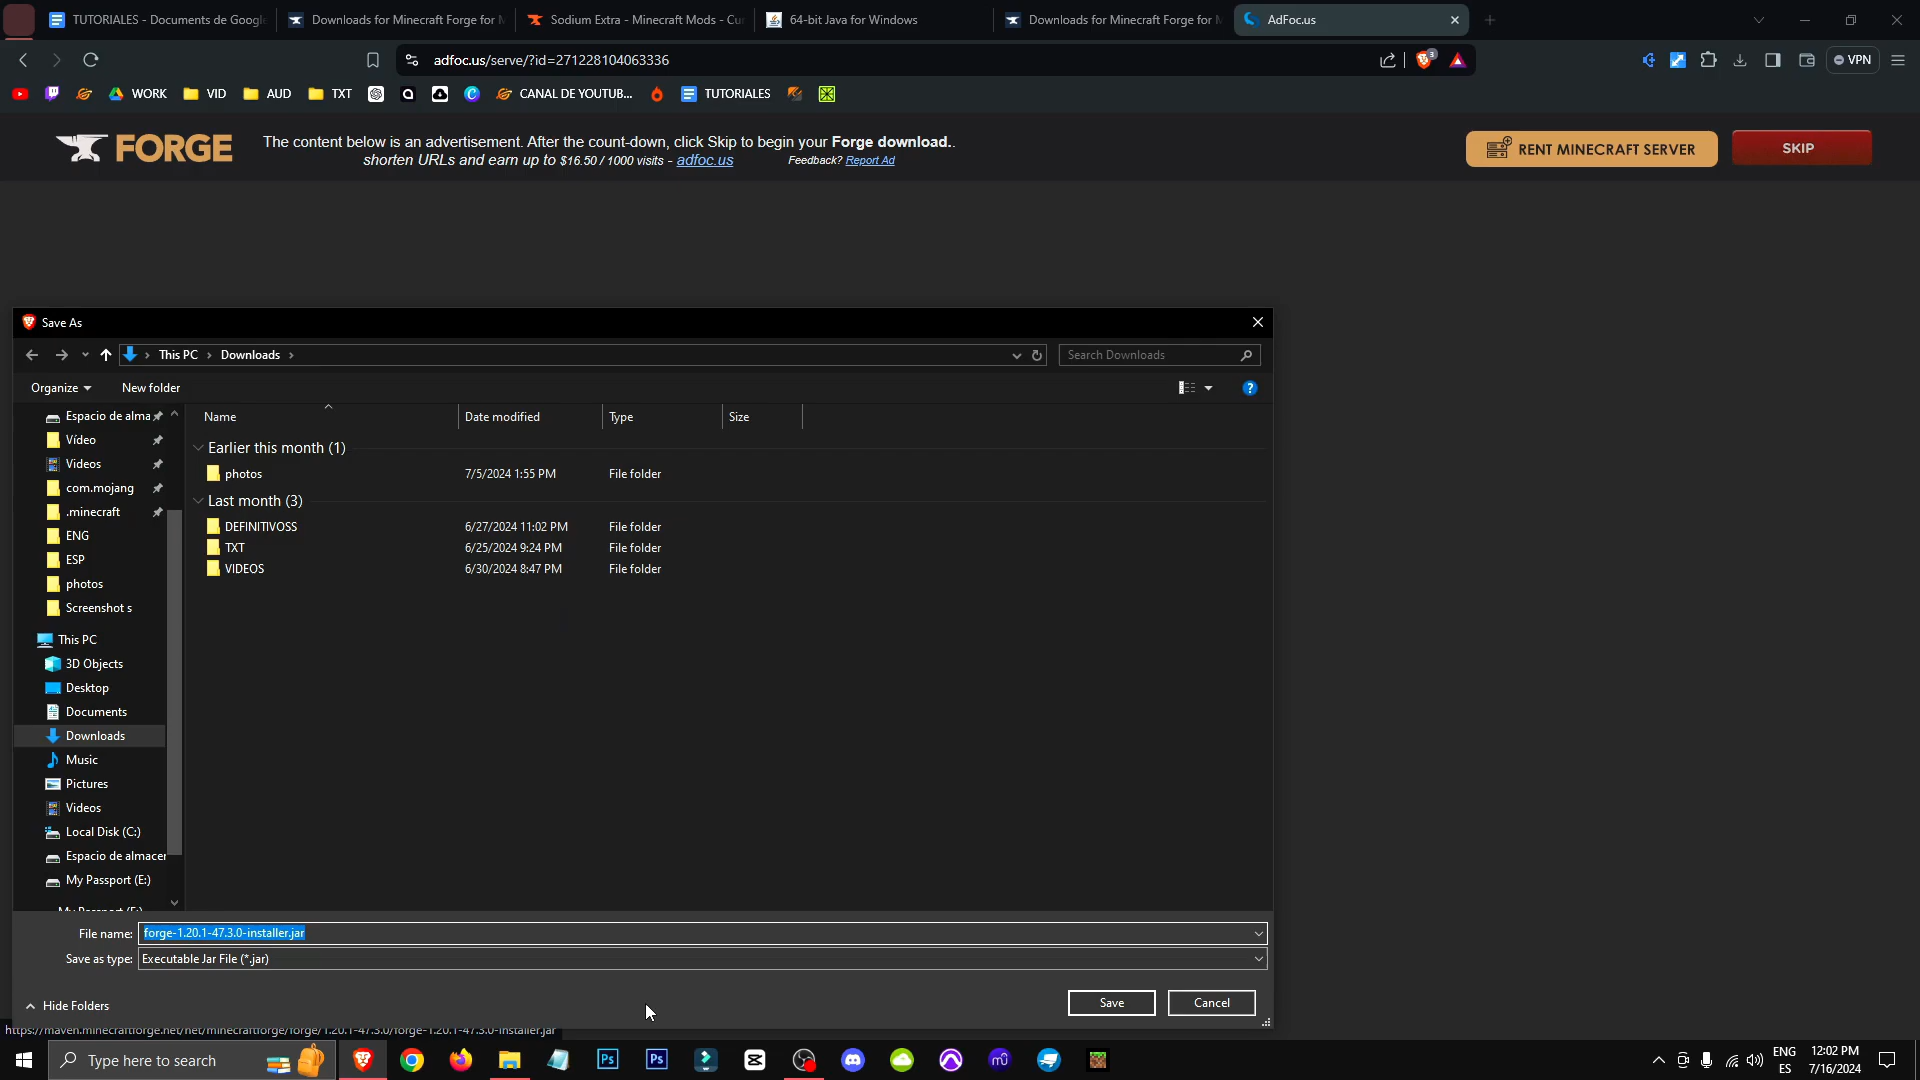 TUTORIALES - Documentos de Google
Downloads for Minecraft Forge for M
Sodium Extra - Minecraft Mods - Cu
64-bit Java for Windows
Downloads for Minecraft Forge for M
AdFoc.us
adfoc.us/serve/?id=271228104063336
3
VPN
WORK
VID
AUD
TXT
CANAL DE YOUTUB...
TUTORIALES
FORGE
The content below is an advertisement. After the count-down, click Skip to begin your Forge download..
shorten URLs and earn up to $16.50 / 1000 visits - adfoc.us
Feedback? Report Ad
RENT MINECRAFT SERVER
SKIP
Save As
This PC
Downloads
Search Downloads
Organize
New folder
Espacio de alma
Vídeo
Videos
com.mojang
.minecraft
ENG
ESP
photos
Screenshot s
This PC
3D Objects
Desktop
Documents
Downloads
Music
Pictures
Videos
Local Disk (C:)
Espacio de almacer
My Passport (E:)
Name
Date modified
Type
Size
Earlier this month (1)
photos 7/5/2024 1:55 PM File folder
Last month (3)
DEFINITIVOSS 6/27/2024 11:02 PM File folder
TXT 6/25/2024 9:24 PM File folder
VIDEOS 6/30/2024 8:47 PM File folder
File name: forge-1.20.1-47.3.0-installer.jar
Save as type: Executable Jar File (*.jar)
Hide Folders
Save
Cancel
https://maven.minecraftforge.net/net/minecraftforge/forge/1.20.1-47.3.0/forge-1.20.1-47.3.0-installer.jar
Type here to search
Ps
Ps
ENG
ES
12:02 PM
7/16/2024